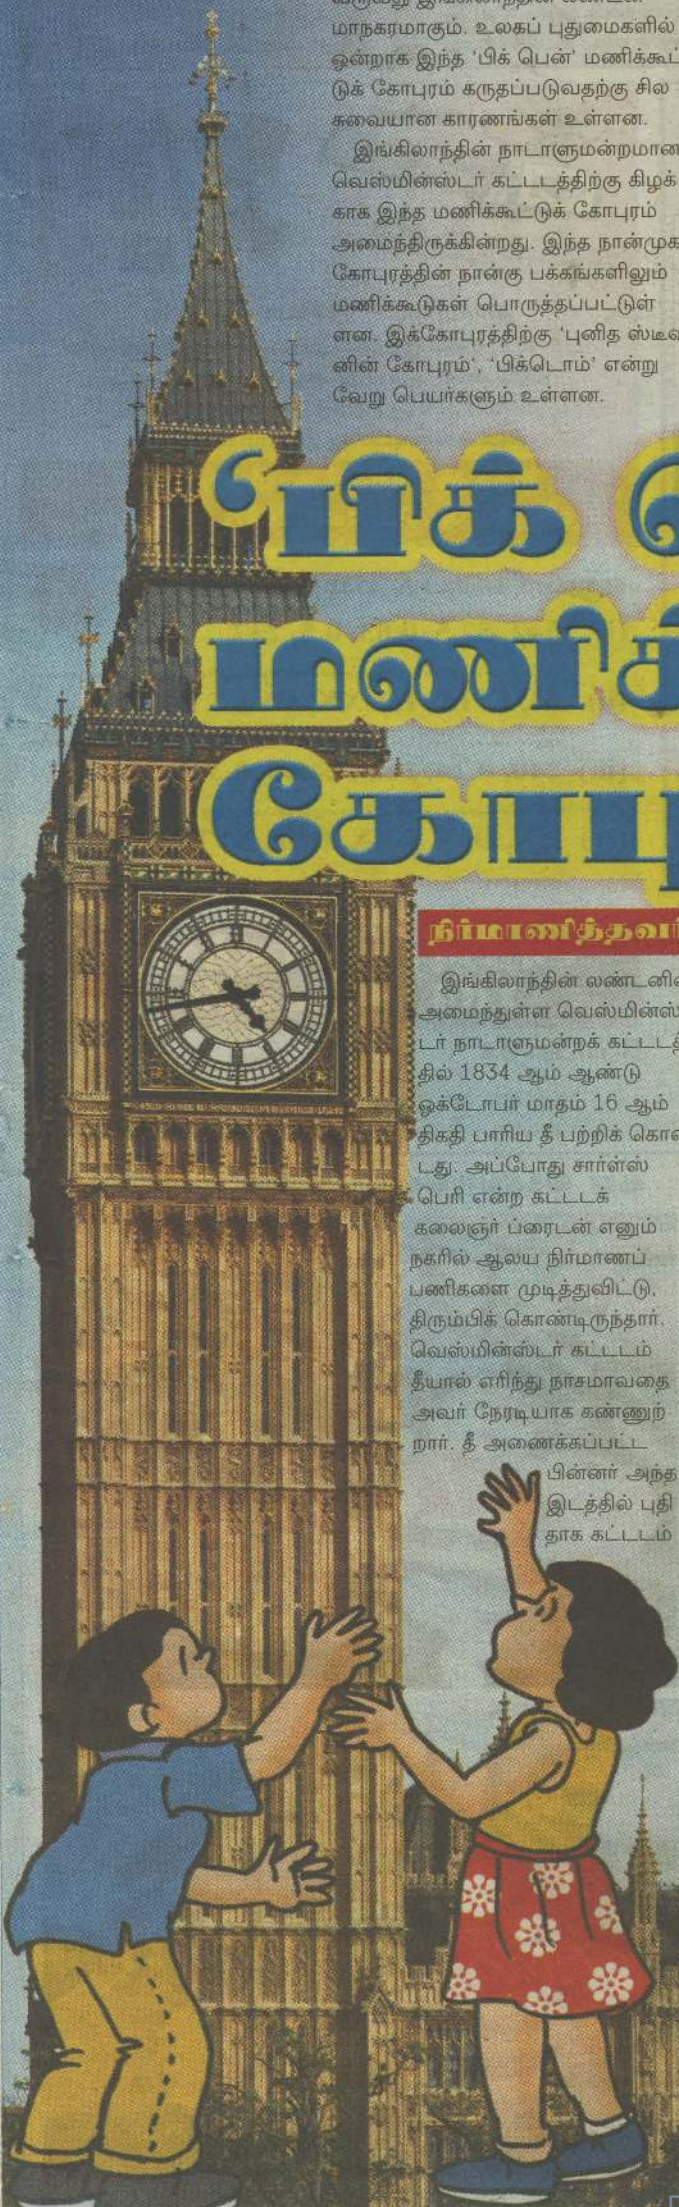 மாநகரமாகும். உலகப் புதுமைகளில்
ஒன்றாக இந்த 'பிக் பென்' மணிக்கூட்
டுக் கோபுரம் கருதப்படுவதற்கு சில
சுவையான காரணங்கள் உள்ளன.
இங்கிலாந்தின் நாடாளுமன்றமான
வெஸ்மின்ஸ்டர் கட்டடத்திற்கு கிழக்
காக இந்த மணிக்கூட்டுக் கோபுரம்
அமைந்திருக்கின்றது. இந்த நான்முக
கோபுரத்தின் நான்கு பக்கங்களிலும்
மணிக்கூடுகள் பொருத்தப்பட்டுள்
ளன. இக்கோபுரத்திற்கு 'புனித ஸ்டீவ
னின் கோபுரம்', 'பிக்டொம்' என்று
வேறு பெயர்களும் உள்ளன.
'பிக்
மணிக்
கோபு
நிர்மாணித்தவர்
இங்கிலாந்தின் லண்டனில்
அமைந்துள்ள வெஸ்மின்ஸ்
டர் நாடாளுமன்றக் கட்டடத்
தில் 1834 ஆம் ஆண்டு
ஒக்டோபர் மாதம் 16 ஆம்
திகதி பாரிய தீ பற்றிக் கொண்
டது. அப்போது சார்ள்ஸ்
பெரி என்ற கட்டடக்
கலைஞர் ப்ரைடன் எனும்
நகரில் ஆலய நிர்மாணப்
பணிகளை முடித்துவிட்டு,
திரும்பிக் கொண்டிருந்தார்.
வெஸ்மின்ஸ்டர் கட்டடம்
தீயால் எரிந்து நாசமாவதை
அவர் நேரடியாக கண்ணுற்
றார். தீ அணைக்கப்பட்ட
பின்னர் அந்த
இடத்தில் புதி
தாக கட்டடம்